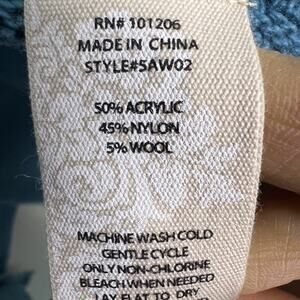 RN# 101206
MADE IN CHINA
STYLE#5AW02
50% ACRYLIC
45% NYLON
5% WOOL
MACHINE WASH COLD
GENTLE CYCLE
ONLY NON-CHLORINE
BLEACH WHEN NEEDED
LAY FLAT TO DRY